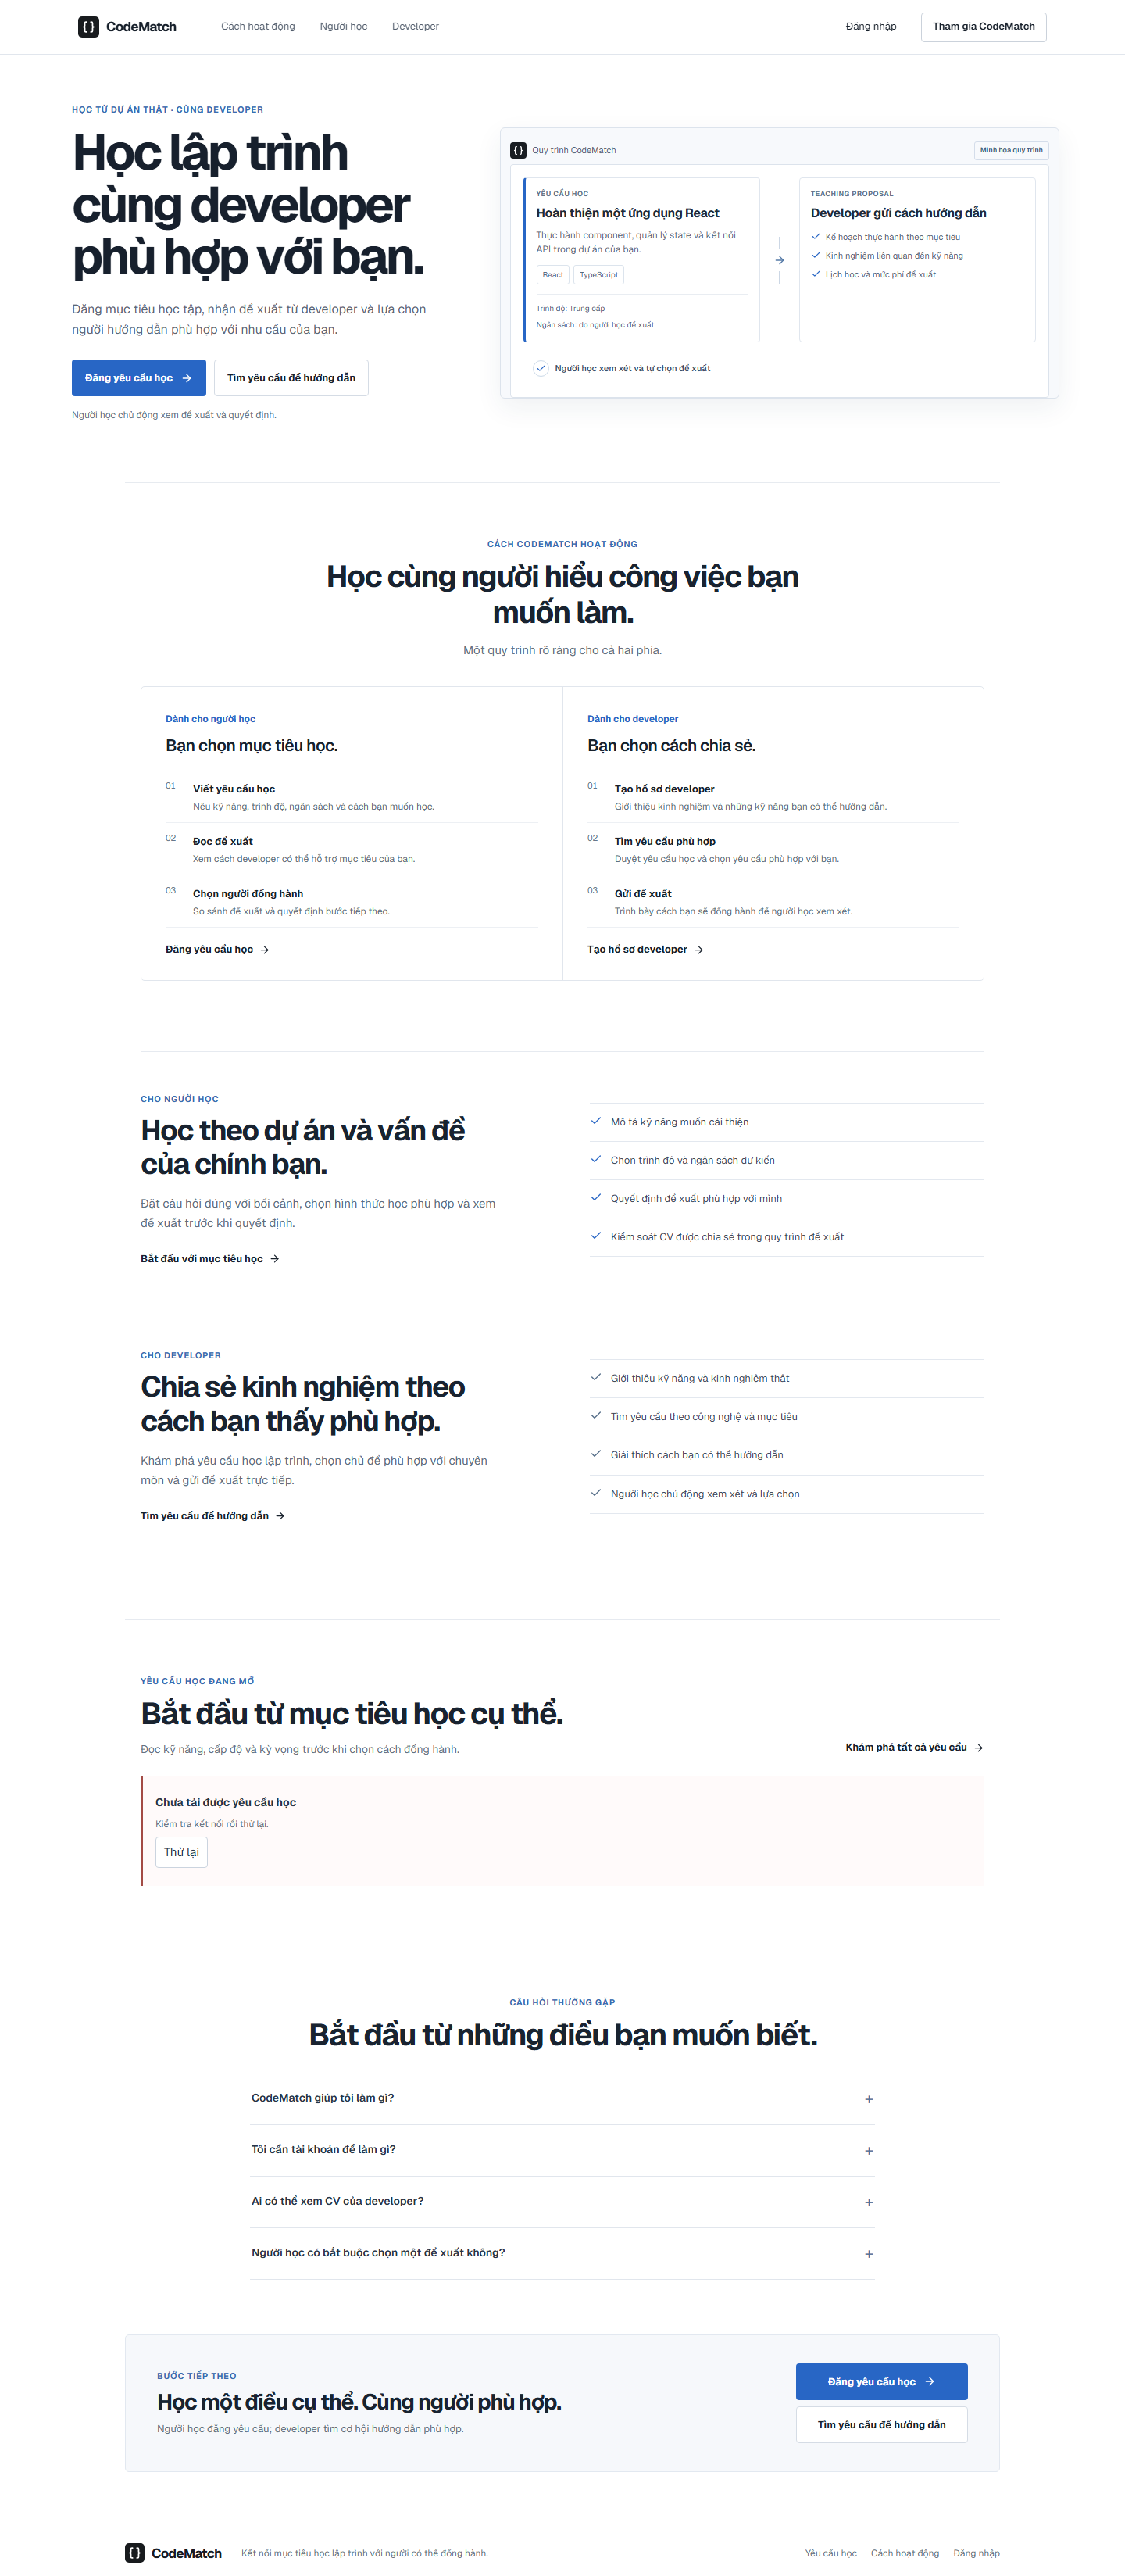 CodeMatch
Cách hoạt động
Người học
Developer
Đăng nhập
Tham gia CodeMatch
HỌC TỪ DỰ ÁN THẬT · CÙNG DEVELOPER
Học lập trình
cùng developer
phù hợp với bạn.
Đăng mục tiêu học tập, nhận đề xuất từ developer và lựa chọn
người hướng dẫn phù hợp với nhu cầu của bạn.
Đăng yêu cầu học →
Tìm yêu cầu để hướng dẫn
Người học chủ động xem đề xuất và quyết định.
Quy trình CodeMatch
Minh họa quy trình
YÊU CẦU HỌC
Hoàn thiện một ứng dụng React
Thực hành component, quản lý state và kết nối
API trong dự án của bạn.
React
TypeScript
Trình độ: Trung cấp
Ngân sách: do người học đề xuất
TEACHING PROPOSAL
Developer gửi cách hướng dẫn
Kế hoạch thực hành theo mục tiêu
Kinh nghiệm liên quan đến kỹ năng
Lịch học và mức phí đề xuất
Người học xem xét và tự chọn đề xuất
CÁCH CODEMATCH HOẠT ĐỘNG
Học cùng người hiểu công việc bạn
muốn làm.
Một quy trình rõ ràng cho cả hai phía.
Dành cho người học
Bạn chọn mục tiêu học.
01 Viết yêu cầu học
Nêu kỹ năng, trình độ, ngân sách và cách bạn muốn học.
02 Đọc đề xuất
Xem cách developer có thể hỗ trợ mục tiêu của bạn.
03 Chọn người đồng hành
So sánh đề xuất và quyết định bước tiếp theo.
Đăng yêu cầu học →
Dành cho developer
Bạn chọn cách chia sẻ.
01 Tạo hồ sơ developer
Giới thiệu kinh nghiệm và những kỹ năng bạn có thể hướng dẫn.
02 Tìm yêu cầu phù hợp
Duyệt yêu cầu học và chọn yêu cầu phù hợp với bạn.
03 Gửi đề xuất
Trình bày cách bạn sẽ đồng hành để người học xem xét.
Tạo hồ sơ developer →
CHO NGƯỜI HỌC
Học theo dự án và vấn đề
của chính bạn.
Đặt câu hỏi đúng với bối cảnh, chọn hình thức học phù hợp và xem
đề xuất trước khi quyết định.
Bắt đầu với mục tiêu học →
Mô tả kỹ năng muốn cải thiện
Chọn trình độ và ngân sách dự kiến
Quyết định đề xuất phù hợp với mình
Kiểm soát CV được chia sẻ trong quy trình đề xuất
CHO DEVELOPER
Chia sẻ kinh nghiệm theo
cách bạn thấy phù hợp.
Khám phá yêu cầu học lập trình, chọn chủ đề phù hợp với chuyên
môn và gửi đề xuất trực tiếp.
Tìm yêu cầu để hướng dẫn →
Giới thiệu kỹ năng và kinh nghiệm thật
Tìm yêu cầu theo công nghệ và mục tiêu
Giải thích cách bạn có thể hướng dẫn
Người học chủ động xem xét và lựa chọn
YÊU CẦU HỌC ĐANG MỞ
Bắt đầu từ mục tiêu học cụ thể.
Đọc kỹ năng, cấp độ và kỳ vọng trước khi chọn cách đồng hành.
Khám phá tất cả yêu cầu →
Chưa tải được yêu cầu học
Kiểm tra kết nối rồi thử lại.
Thử lại
CÂU HỎI THƯỜNG GẶP
Bắt đầu từ những điều bạn muốn biết.
CodeMatch giúp tôi làm gì? +
Tôi cần tài khoản để làm gì? +
Ai có thể xem CV của developer? +
Người học có bắt buộc chọn một đề xuất không? +
BƯỚC TIẾP THEO
Học một điều cụ thể. Cùng người phù hợp.
Người học đăng yêu cầu; developer tìm cơ hội hướng dẫn phù hợp.
Đăng yêu cầu học →
Tìm yêu cầu để hướng dẫn
CodeMatch
Kết nối mục tiêu học lập trình với người có thể đồng hành.
Yêu cầu học
Cách hoạt động
Đăng nhập